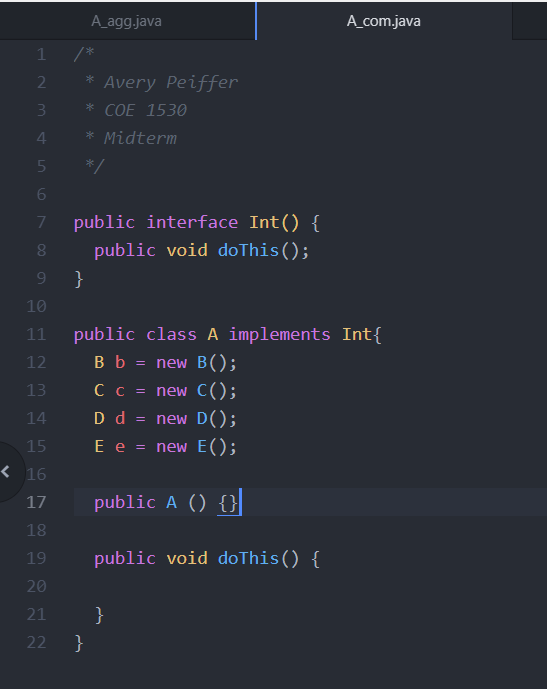 A_agg.java A_com.java
1 /*
2 * Avery Peiffer
3 * COE 1530
4 * Midterm
5 */
6
7 public interface Int() {
8 public void doThis();
9 }
10
11 public class A implements Int{
12 B b = new B();
13 C c = new C();
14 D d = new D();
15 E e = new E();
16
17 public A () {}
18
19 public void doThis() {
20
21 }
22 }